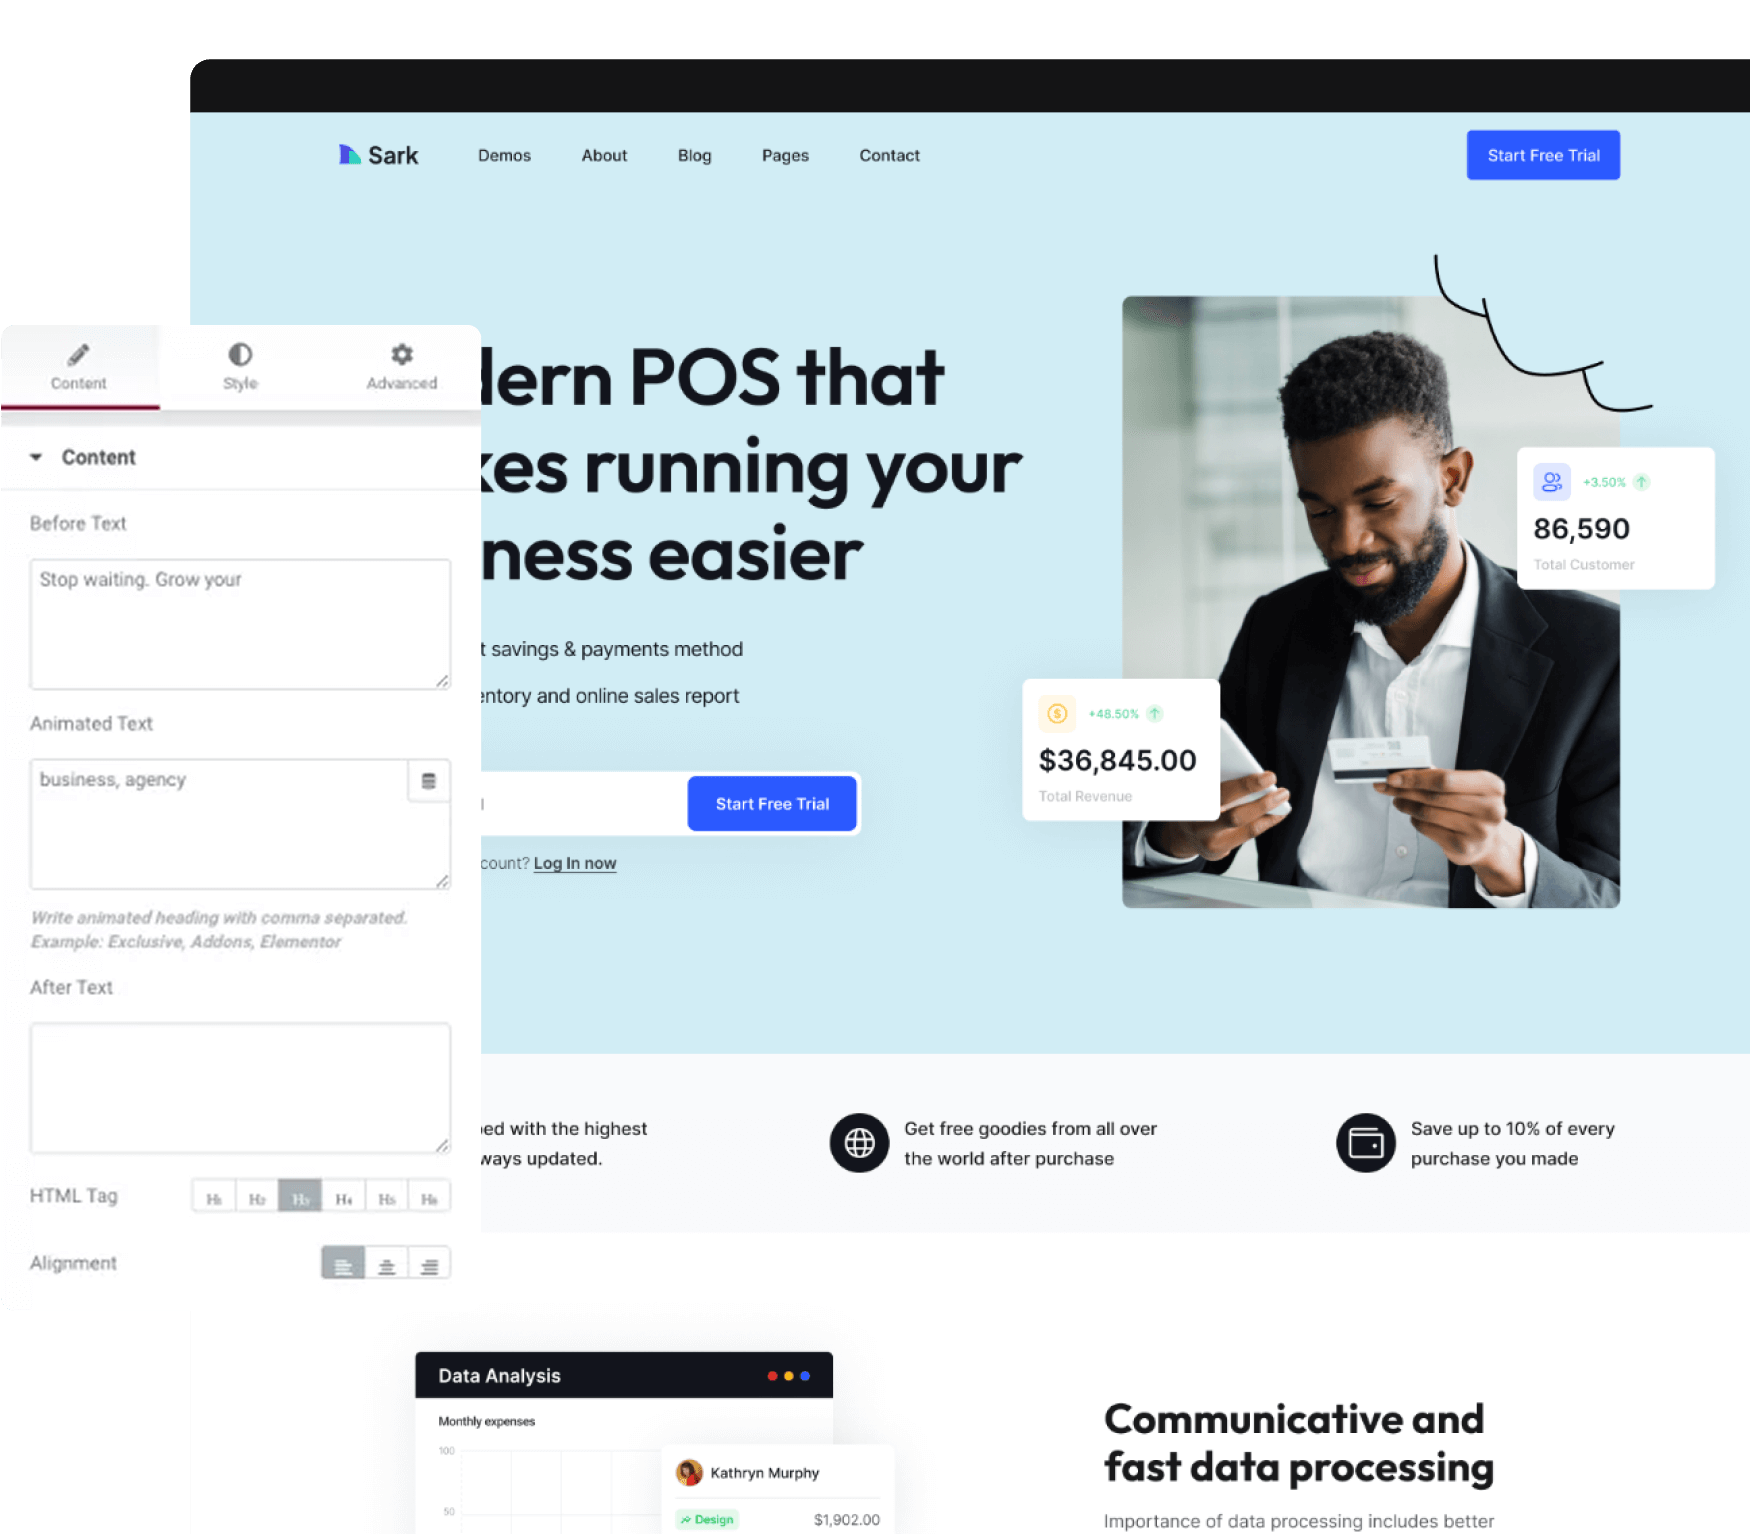 Sark
Demos
About
Blog
Pages
Contact
Start Free Trial
Content
Style
Advanced
Content
Before Text
Stop waiting. Grow your
Animated Text
business, agency
Write animated heading with comma separated.
Example: Exclusive, Addons, Elementor
After Text
HTML Tag
H1 H2 H3 H4 H5 H6
Alignment
dern POS that
kes running your
ness easier
t savings & payments method
entory and online sales report
Start Free Trial
count? Log In now
+3.50%
86,590
Total Customer
+48.50%
$36,845.00
Total Revenue
ped with the highest
ways updated.
Get free goodies from all over
the world after purchase
Save up to 10% of every
purchase you made
Data Analysis
Monthly expenses
100
50
Kathryn Murphy
Design
$1,902.00
Communicative and
fast data processing
Importance of data processing includes better